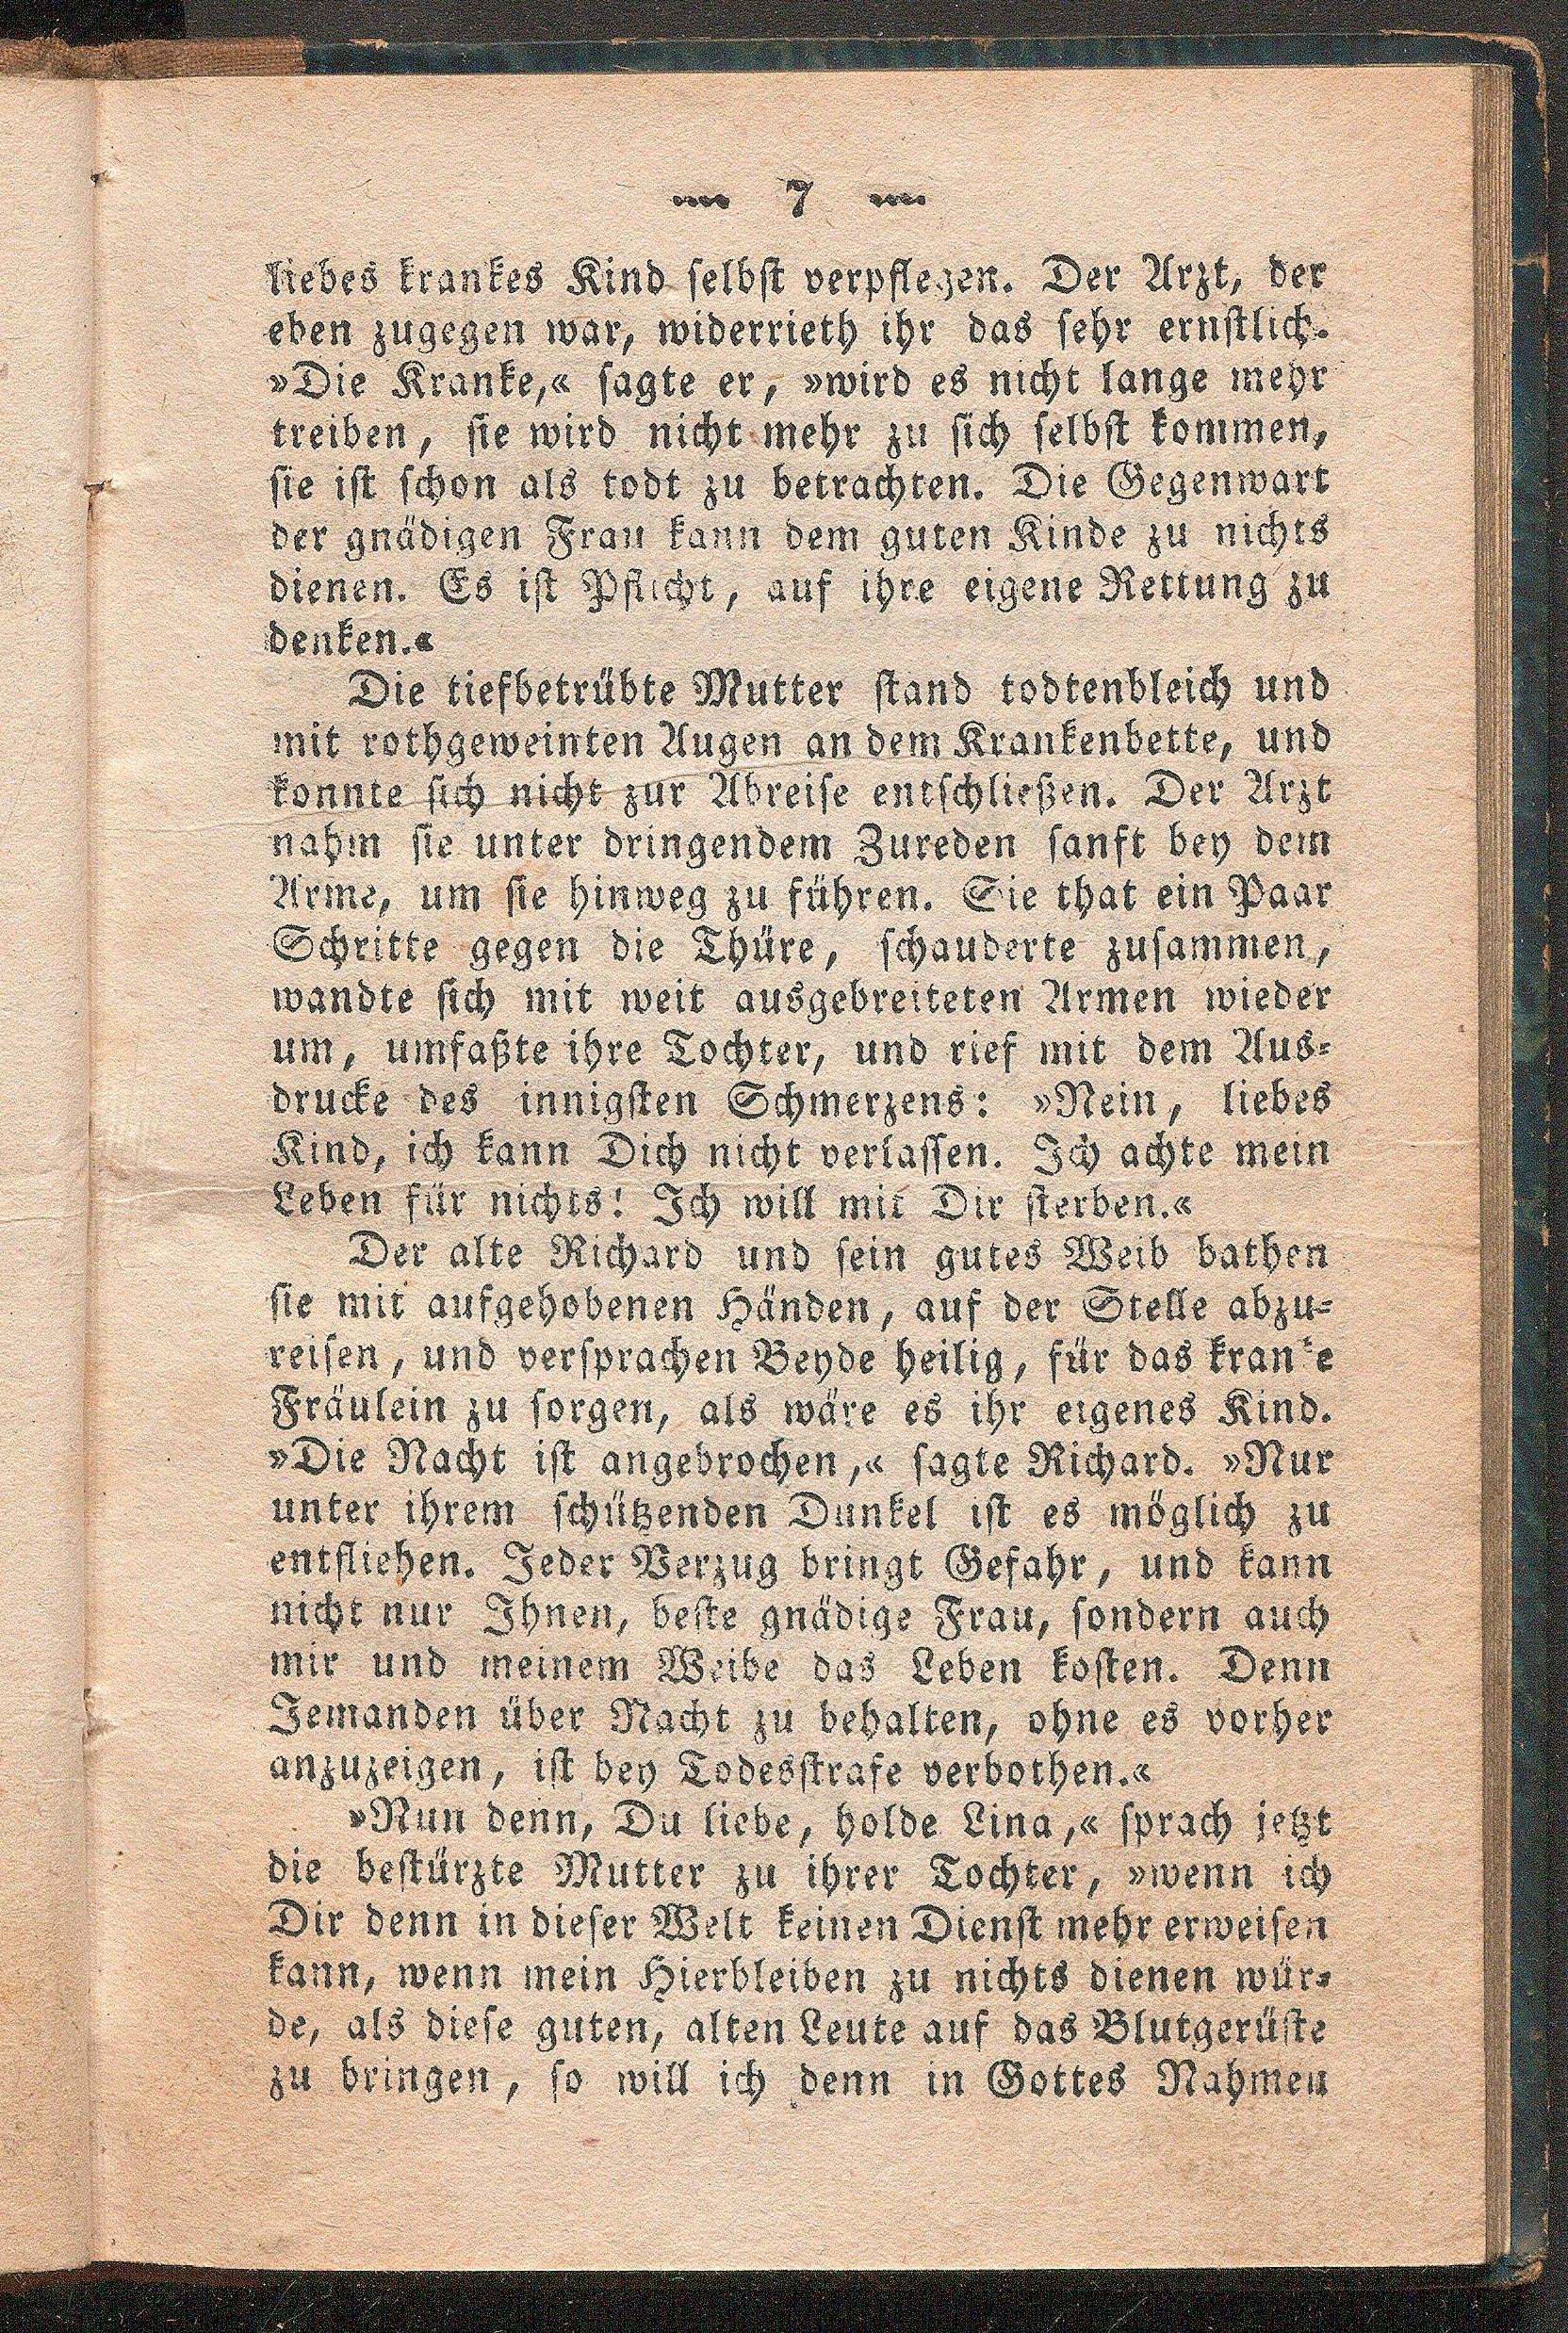 — 7 —
liebes krankes Kind selbst verpflegen. Der Arzt, der
eben zugegen war, widerrieth ihr das sehr ernstlich.
»Die Kranke,« sagte er, »wird es nicht lange mehr
treiben, sie wird nicht mehr zu sich selbst kommen,
sie ist schon als todt zu betrachten. Die Gegenwart
der gnädigen Frau kann dem guten Kinde zu nichts
dienen. Es ist Pflicht, auf ihre eigene Rettung zu
denken.«
Die tiefbetrübte Mutter stand todtenbleich und
mit rothgeweinten Augen an dem Krankenbette, und
konnte sich nicht zur Abreise entschließen. Der Arzt
nahm sie unter dringendem Zureden sanft bey dem
Arme, um sie hinweg zu führen. Sie that ein Paar
Schritte gegen die Thüre, schauderte zusammen,
wandte sich mit weit ausgebreiteten Armen wieder
um, umfaßte ihre Tochter, und rief mit dem Aus-
drucke des innigsten Schmerzens: »Nein, liebes
Kind, ich kann Dich nicht verlassen. Ich achte mein
Leben für nichts! Ich will mit Dir sterben.«
Der alte Richard und sein gutes Weib bathen
sie mit aufgehobenen Händen, auf der Stelle abzu-
reisen, und versprachen Beyde heilig, für das kranke
Fräulein zu sorgen, als wäre es ihr eigenes Kind.
»Die Nacht ist angebrochen,« sagte Richard. »Nur
unter ihrem schützenden Dunkel ist es möglich zu
entfliehen. Jeder Verzug bringt Gefahr, und kann
nicht nur Ihnen, beste gnädige Frau, sondern auch
mir und meinem Weibe das Leben kosten. Denn
Jemanden über Nacht zu behalten, ohne es vorher
anzuzeigen, ist bey Todesstrafe verbothen.«
»Nun denn, Du liebe, holde Lina,« sprach jetzt
die bestürzte Mutter zu ihrer Tochter, »wenn ich
Dir denn in dieser Welt keinen Dienst mehr erweisen
kann, wenn mein Hierbleiben zu nichts dienen wür-
de, als diese guten, alten Leute auf das Blutgerüste
zu bringen, so will ich denn in Gottes Nahmen